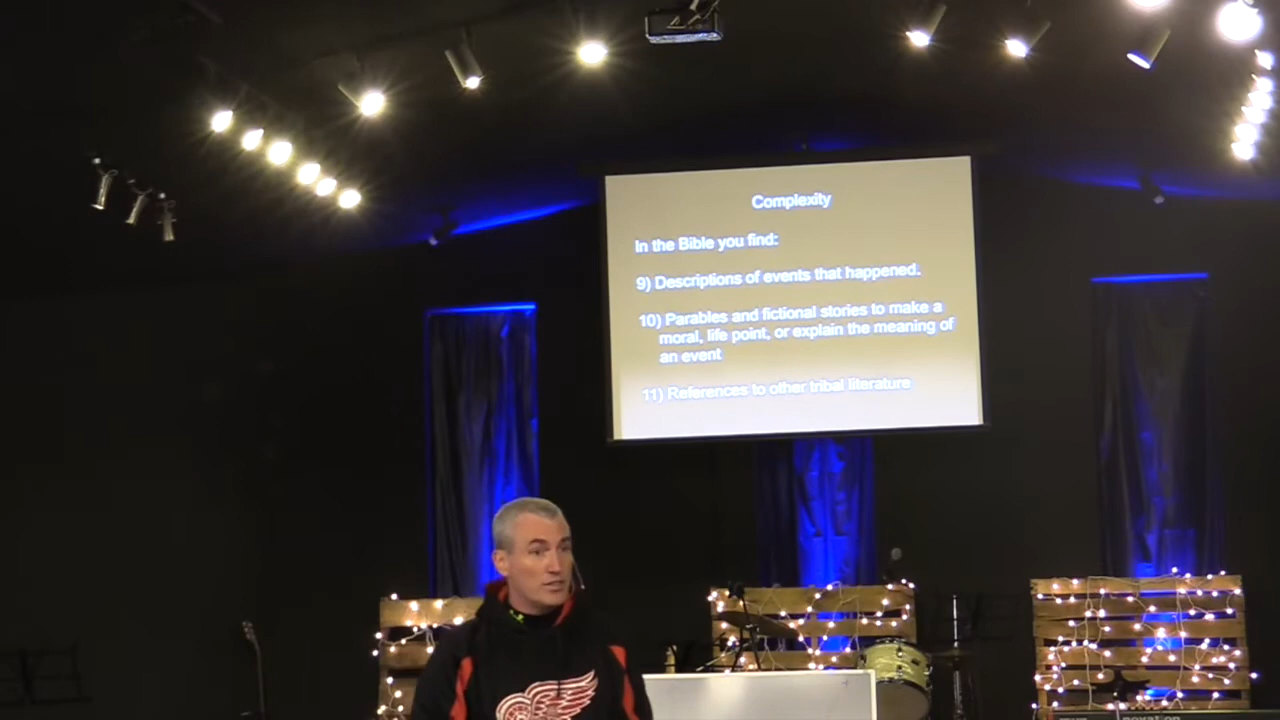 Complexity
In the Bible you find:
9) Descriptions of events that happened.
10) Parables and fictional stories to make a
moral, life point, or explain the meaning of
an event
11) References to other tribal literature